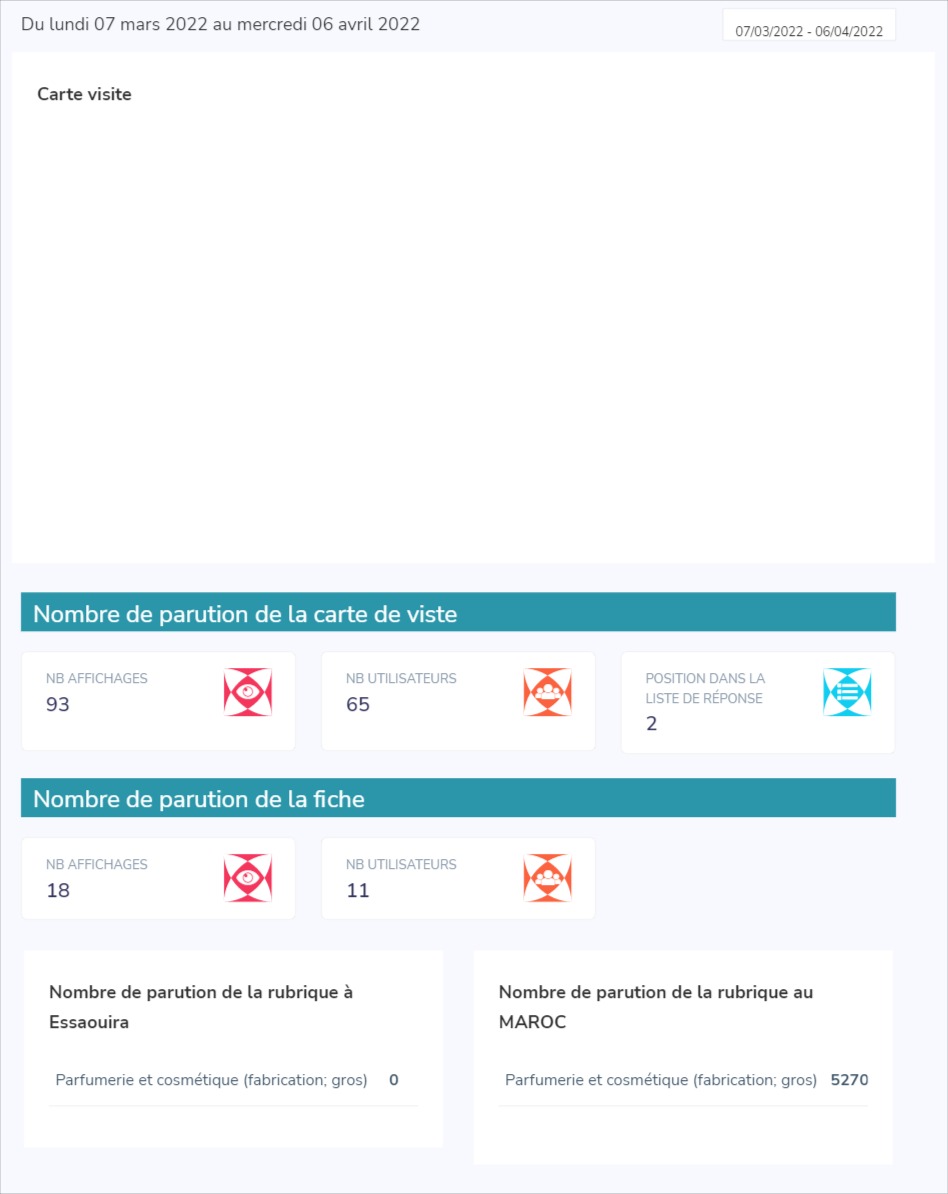 Du lundi 07 mars 2022 au mercredi 06 avril 2022
07/03/2022 - 06/04/2022
Carte visite
Nombre de parution de la carte de viste
NB AFFICHAGES
93
NB UTILISATEURS
65
POSITION DANS LA
LISTE DE RÉPONSE
2
Nombre de parution de la fiche
NB AFFICHAGES
18
NB UTILISATEURS
11
Nombre de parution de la rubrique à
Essaouira
Parfumerie et cosmétique (fabrication; gros) 0
Nombre de parution de la rubrique au
MAROC
Parfumerie et cosmétique (fabrication; gros) 5270